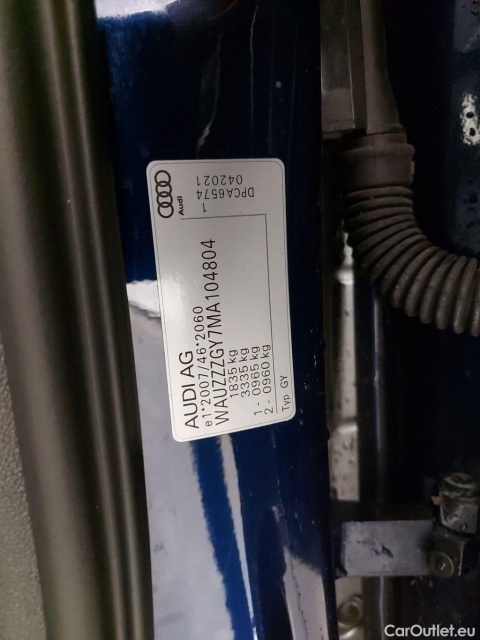 AUDI AG
e1*2007/46*2060
WAUZZZGY7MA104804
1835 kg
3335 kg
1 - 0965 kg
2 - 0960 kg
Typ GY
Audi
1
DPCA6574
042021
CarOutlet.eu